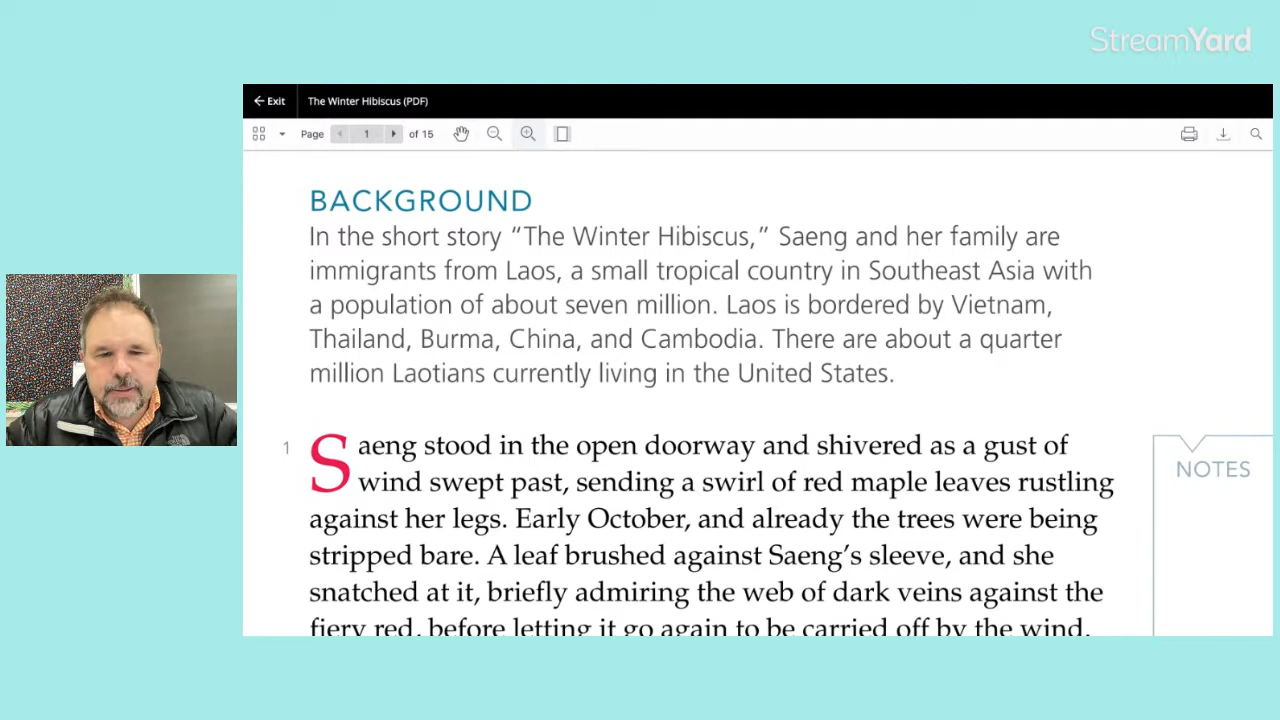 StreamYard
Exit The Winter Hibiscus (PDF)
Page 1 of 15
BACKGROUND
In the short story “The Winter Hibiscus,” Saeng and her family are
immigrants from Laos, a small tropical country in Southeast Asia with
a population of about seven million. Laos is bordered by Vietnam,
Thailand, Burma, China, and Cambodia. There are about a quarter
million Laotians currently living in the United States.
1 Saeng stood in the open doorway and shivered as a gust of
wind swept past, sending a swirl of red maple leaves rustling
against her legs. Early October, and already the trees were being
stripped bare. A leaf brushed against Saeng’s sleeve, and she
snatched at it, briefly admiring the web of dark veins against the
fiery red, before letting it go again to be carried off by the wind.
NOTES